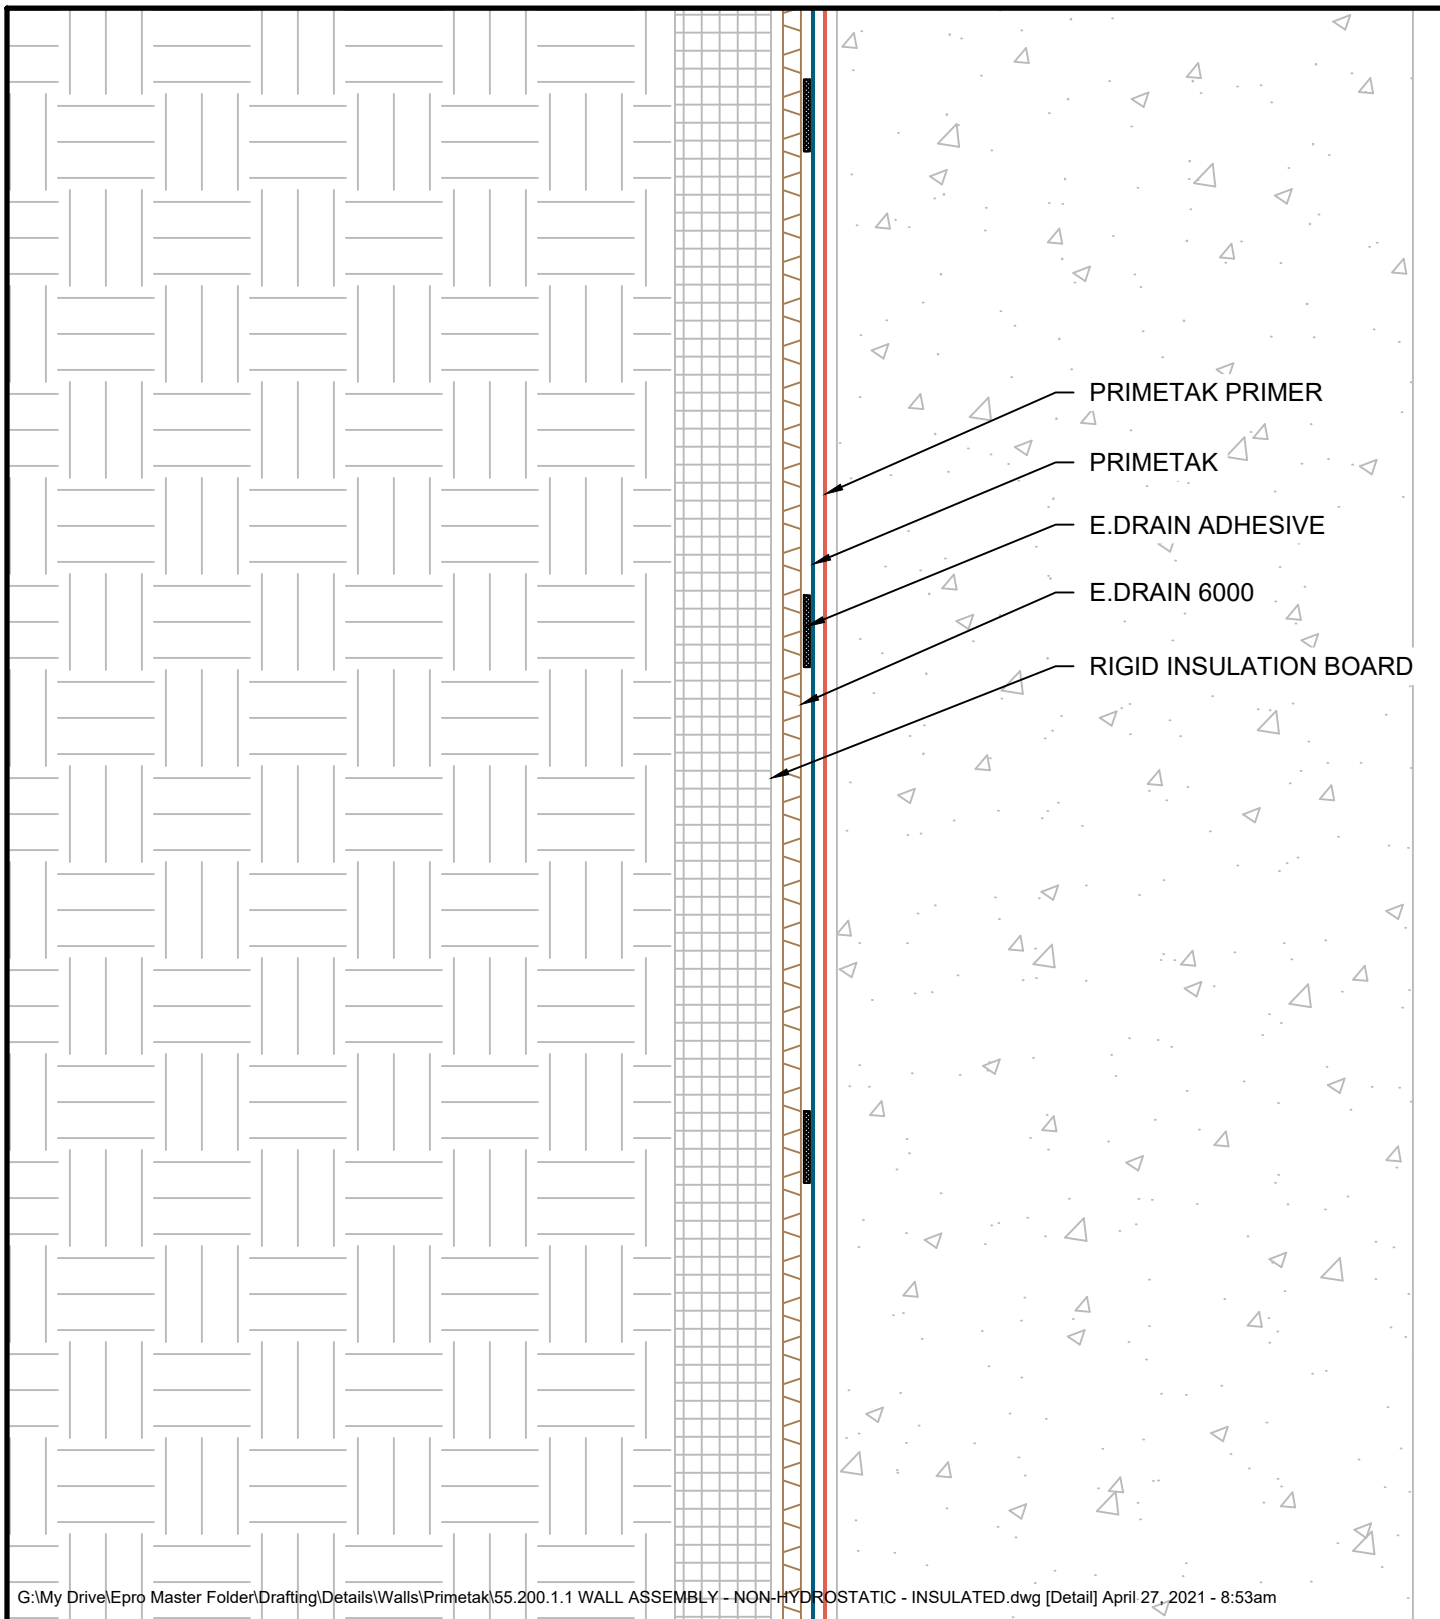 PRIMETAK PRIMER
PRIMETAK
E.DRAIN ADHESIVE
E.DRAIN 6000
RIGID INSULATION BOARD
G:\My Drive\Epro Master Folder\Drafting\Details\Walls\Primetak\55.200.1.1 WALL ASSEMBLY - NON-HYDROSTATIC - INSULATED.dwg [Detail] April 27, 2021 - 8:53am